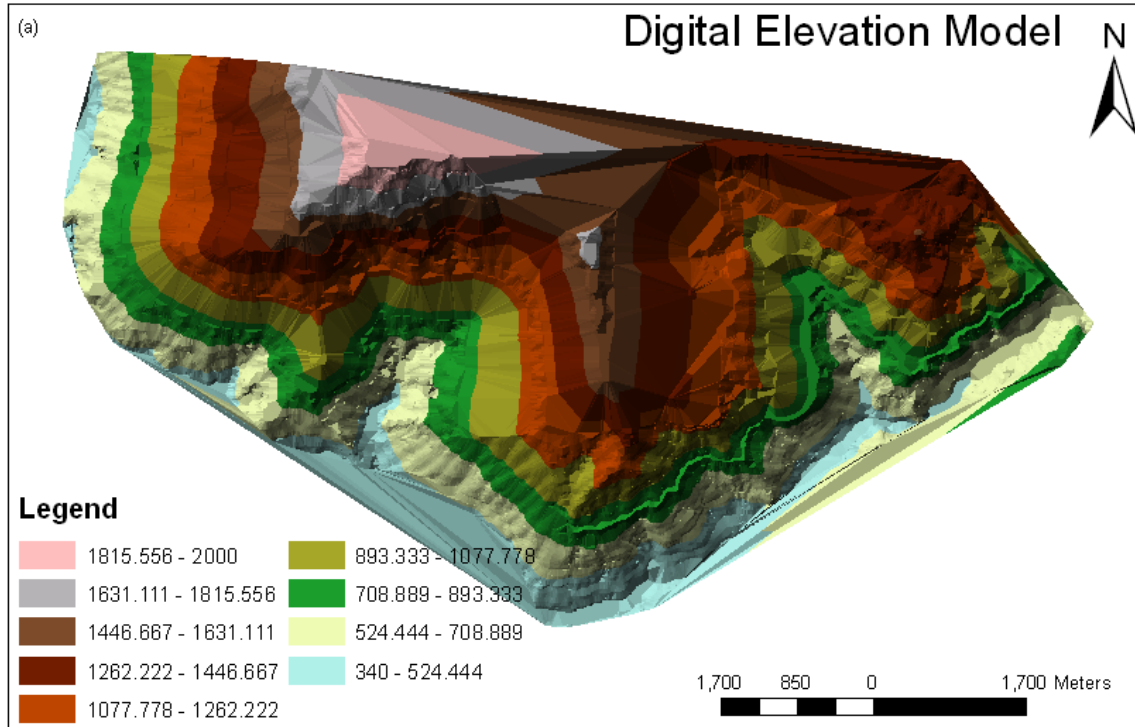 (a)
Digital Elevation Model
N
Legend
1815.556 - 2000
1631.111 - 1815.556
1446.667 - 1631.111
1262.222 - 1446.667
1077.778 - 1262.222
893.333 - 1077.778
708.889 - 893.333
524.444 - 708.889
340 - 524.444
1,700 850 0 1,700 Meters